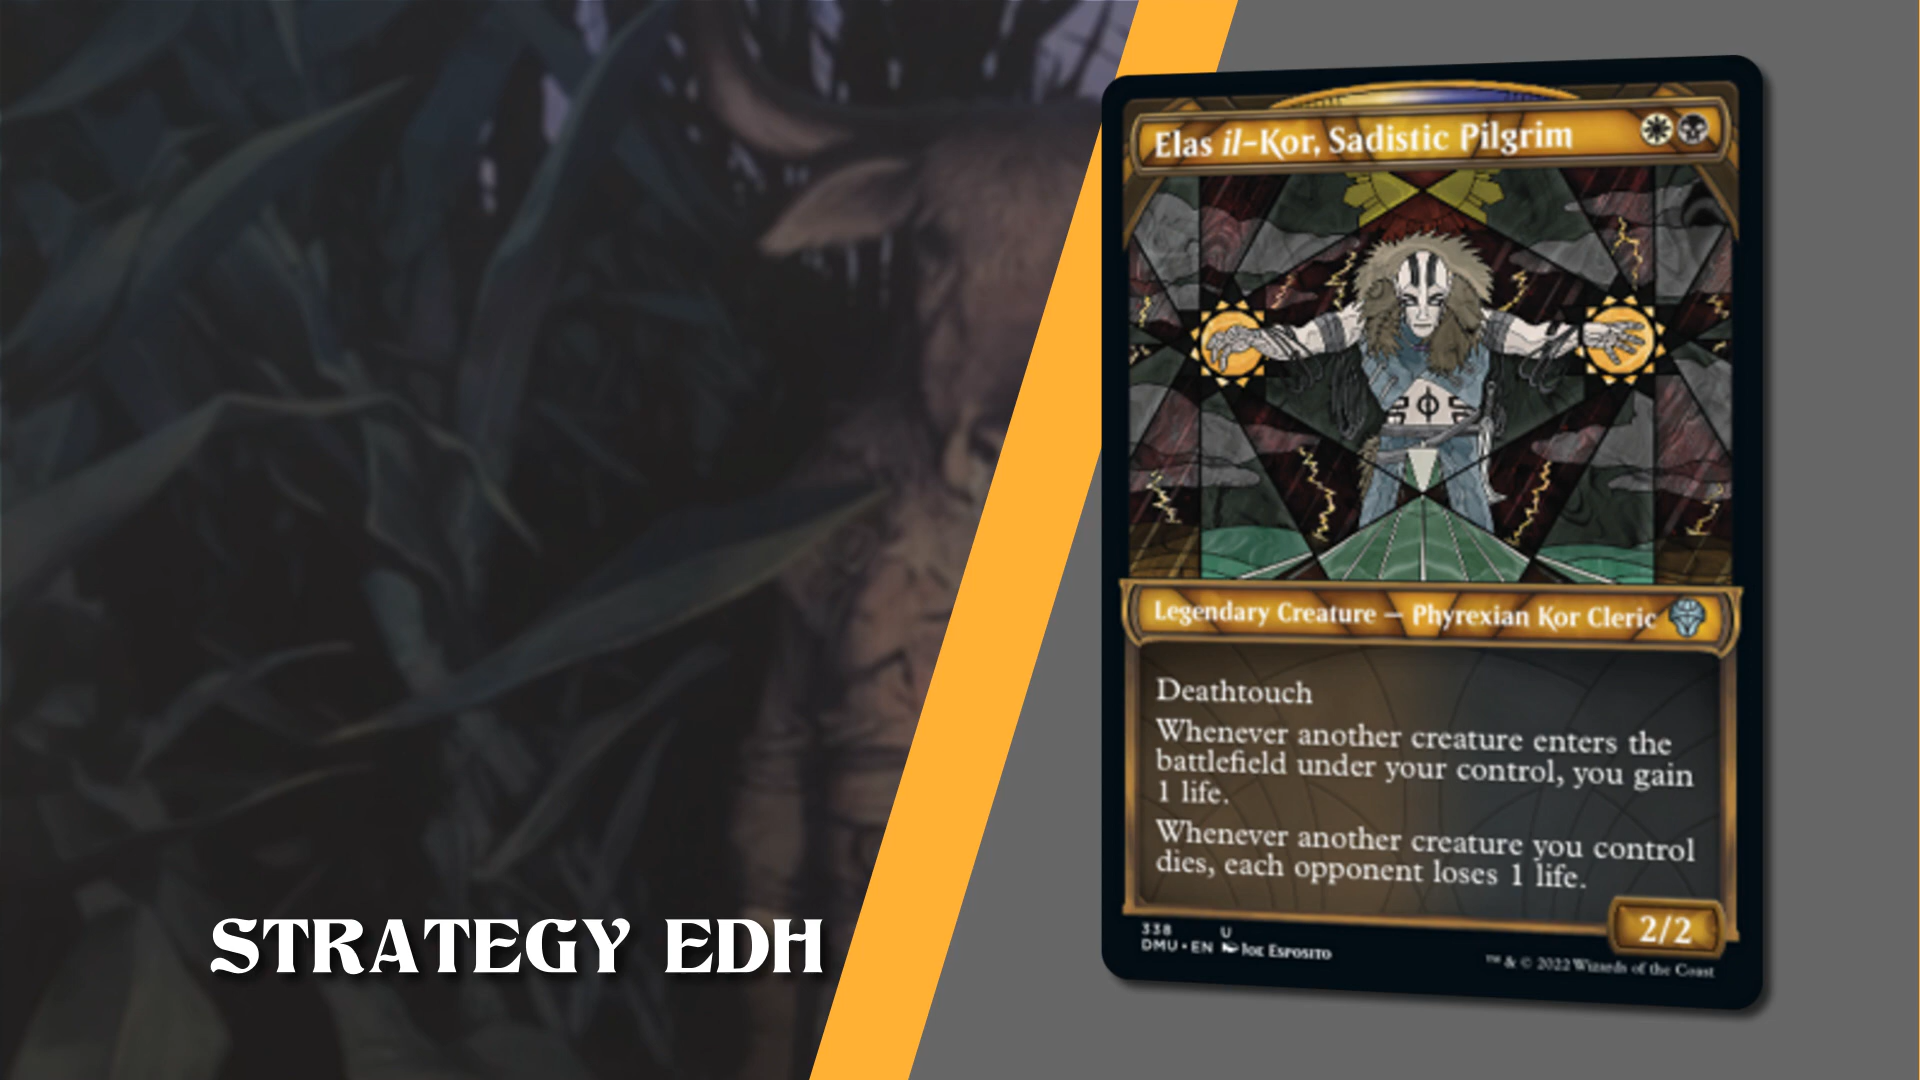 Elas il-Kor, Sadistic Pilgrim
Legendary Creature — Phyrexian Kor Cleric
Deathtouch
Whenever another creature enters the
battlefield under your control, you gain
1 life.
Whenever another creature you control
dies, each opponent loses 1 life.
2/2
338 U
DMU • EN Joe Esposito
™ & © 2022 Wizards of the Coast
STRATEGY EDH